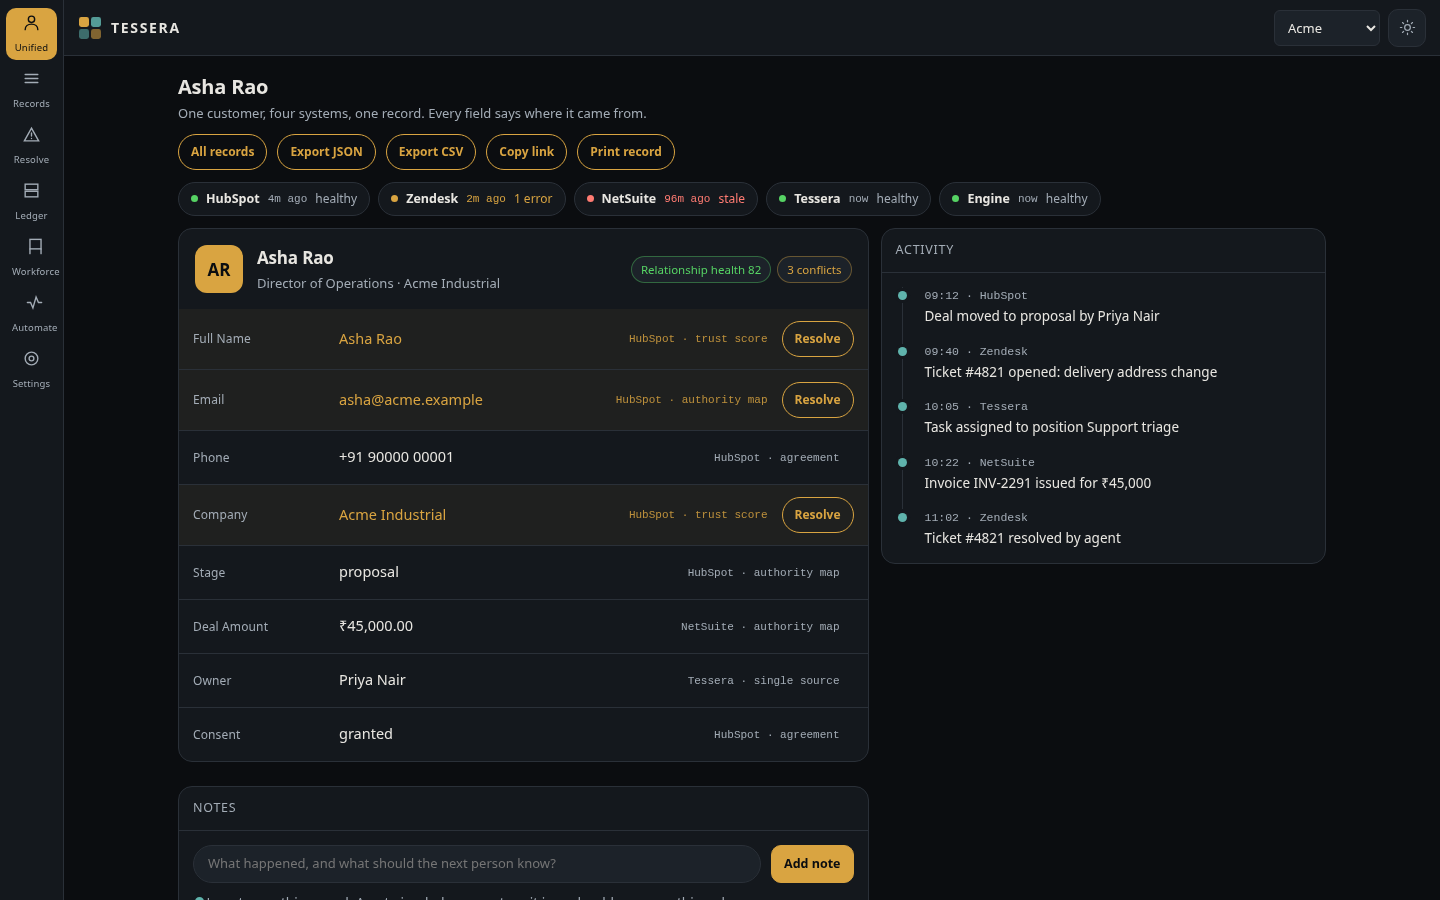 TESSERA
Acme
Unified
Records
Resolve
Ledger
Workforce
Automate
Settings
Asha Rao
One customer, four systems, one record. Every field says where it came from.
All records
Export JSON
Export CSV
Copy link
Print record
HubSpot 4m ago healthy
Zendesk 2m ago 1 error
NetSuite 96m ago stale
Tessera now healthy
Engine now healthy
AR
Asha Rao
Director of Operations · Acme Industrial
Relationship health 82
3 conflicts
Full Name Asha Rao HubSpot · trust score Resolve
Email asha@acme.example HubSpot · authority map Resolve
Phone +91 90000 00001 HubSpot · agreement
Company Acme Industrial HubSpot · trust score Resolve
Stage proposal HubSpot · authority map
Deal Amount ₹45,000.00 NetSuite · authority map
Owner Priya Nair Tessera · single source
Consent granted HubSpot · agreement
ACTIVITY
09:12 · HubSpot
Deal moved to proposal by Priya Nair
09:40 · Zendesk
Ticket #4821 opened: delivery address change
10:05 · Tessera
Task assigned to position Support triage
10:22 · NetSuite
Invoice INV-2291 issued for ₹45,000
11:02 · Zendesk
Ticket #4821 resolved by agent
NOTES
What happened, and what should the next person know?
Add note